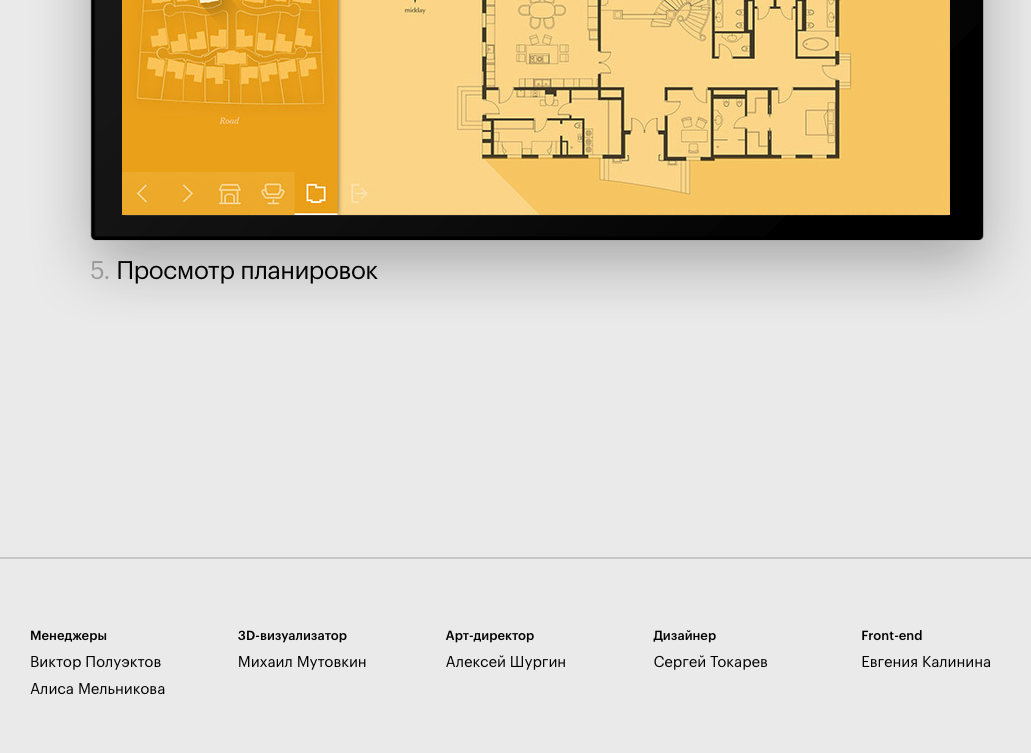 midday
Road
5. Просмотр планировок
Менеджеры
Виктор Полуэктов
Алиса Мельникова
3D-визуализатор
Михаил Мутовкин
Арт-директор
Алексей Шургин
Дизайнер
Сергей Токарев
Front-end
Евгения Калинина